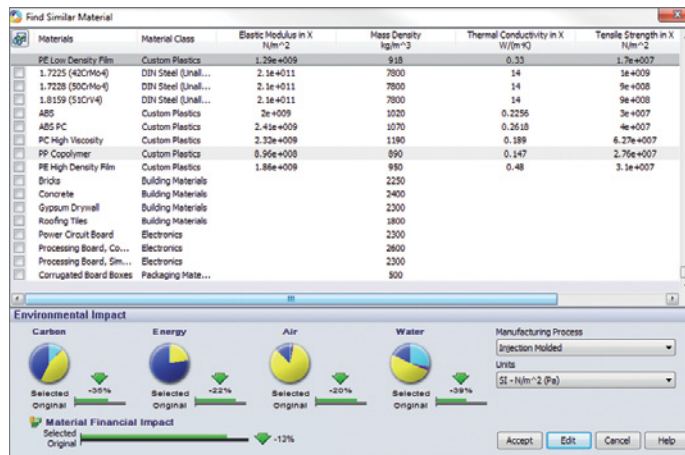 Find Similar Material
Materials Material Class Elastic Modulus in X N/m^2 Mass Density kg/m^3 Thermal Conductivity in X W/(m*K) Tensile Strength in X N/m^2
PE Low Density Film Custom Plastics 1.29e+009 918 0.33 1.7e+007
1.7225 (42CrMo4) DIN Steel (Unall... 2.1e+011 7800 14 1e+009
1.7228 (50CrMo4) DIN Steel (Unall... 2.1e+011 7800 14 9e+008
1.8159 (51CrV4) DIN Steel (Unall... 2.1e+011 7800 14 9e+008
ABS Custom Plastics 2e+009 1020 0.2256 3e+007
ABS PC Custom Plastics 2.41e+009 1070 0.2618 4e+007
PC High Viscosity Custom Plastics 2.32e+009 1190 0.189 6.27e+007
PP Copolymer Custom Plastics 8.96e+008 890 0.147 2.76e+007
PE High Density Film Custom Plastics 1.86e+009 950 0.48 3.1e+007
Bricks Building Materials 2250
Concrete Building Materials 2400
Gypsum Drywall Building Materials 2300
Roofing Tiles Building Materials 1800
Power Circuit Board Electronics 2300
Processing Board, Co... Electronics 2600
Processing Board, Sim... Electronics 2300
Corrugated Board Boxes Packaging Mate... 500
Environmental Impact
Carbon Energy Air Water
Manufacturing Process
Injection Molded
Units
SI - N/m^2 (Pa)
Selected Original -35%
Selected Original -22%
Selected Original -20%
Selected Original -39%
Material Financial Impact
Selected
Original -13%
Accept Edit Cancel Help